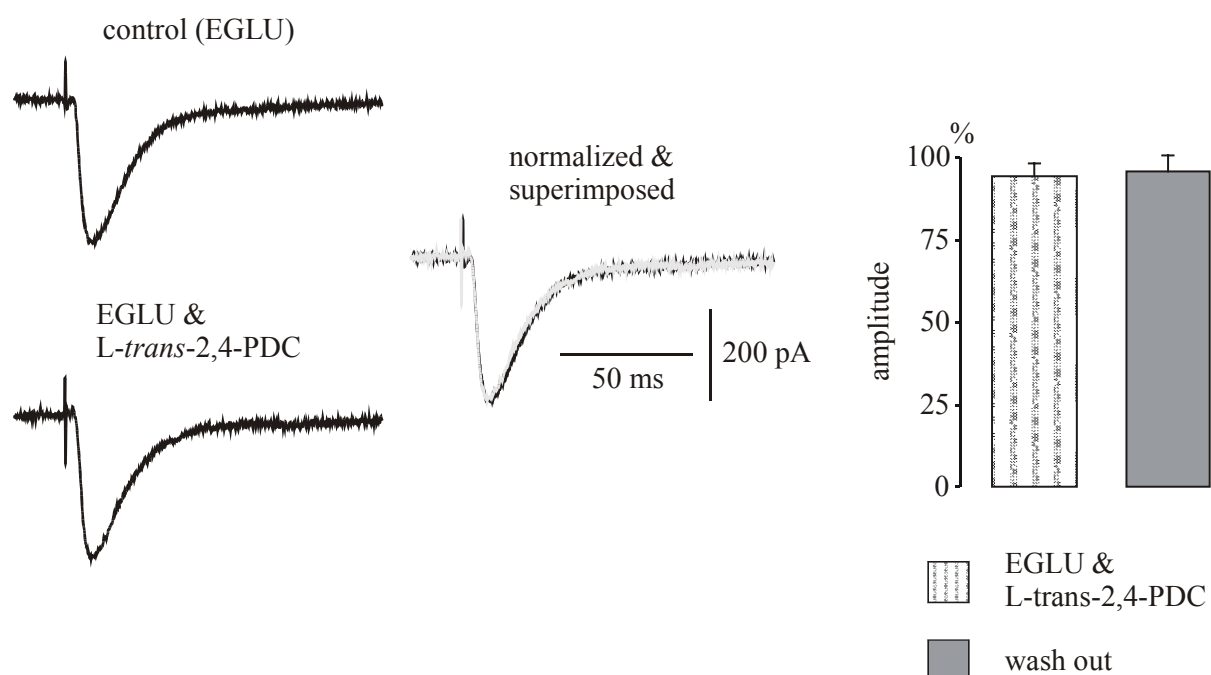 control (EGLU)
EGLU &
L-trans-2,4-PDC
normalized &
superimposed
50 ms
200 pA
%
100
75
50
25
0
amplitude
EGLU &
L-trans-2,4-PDC
wash out